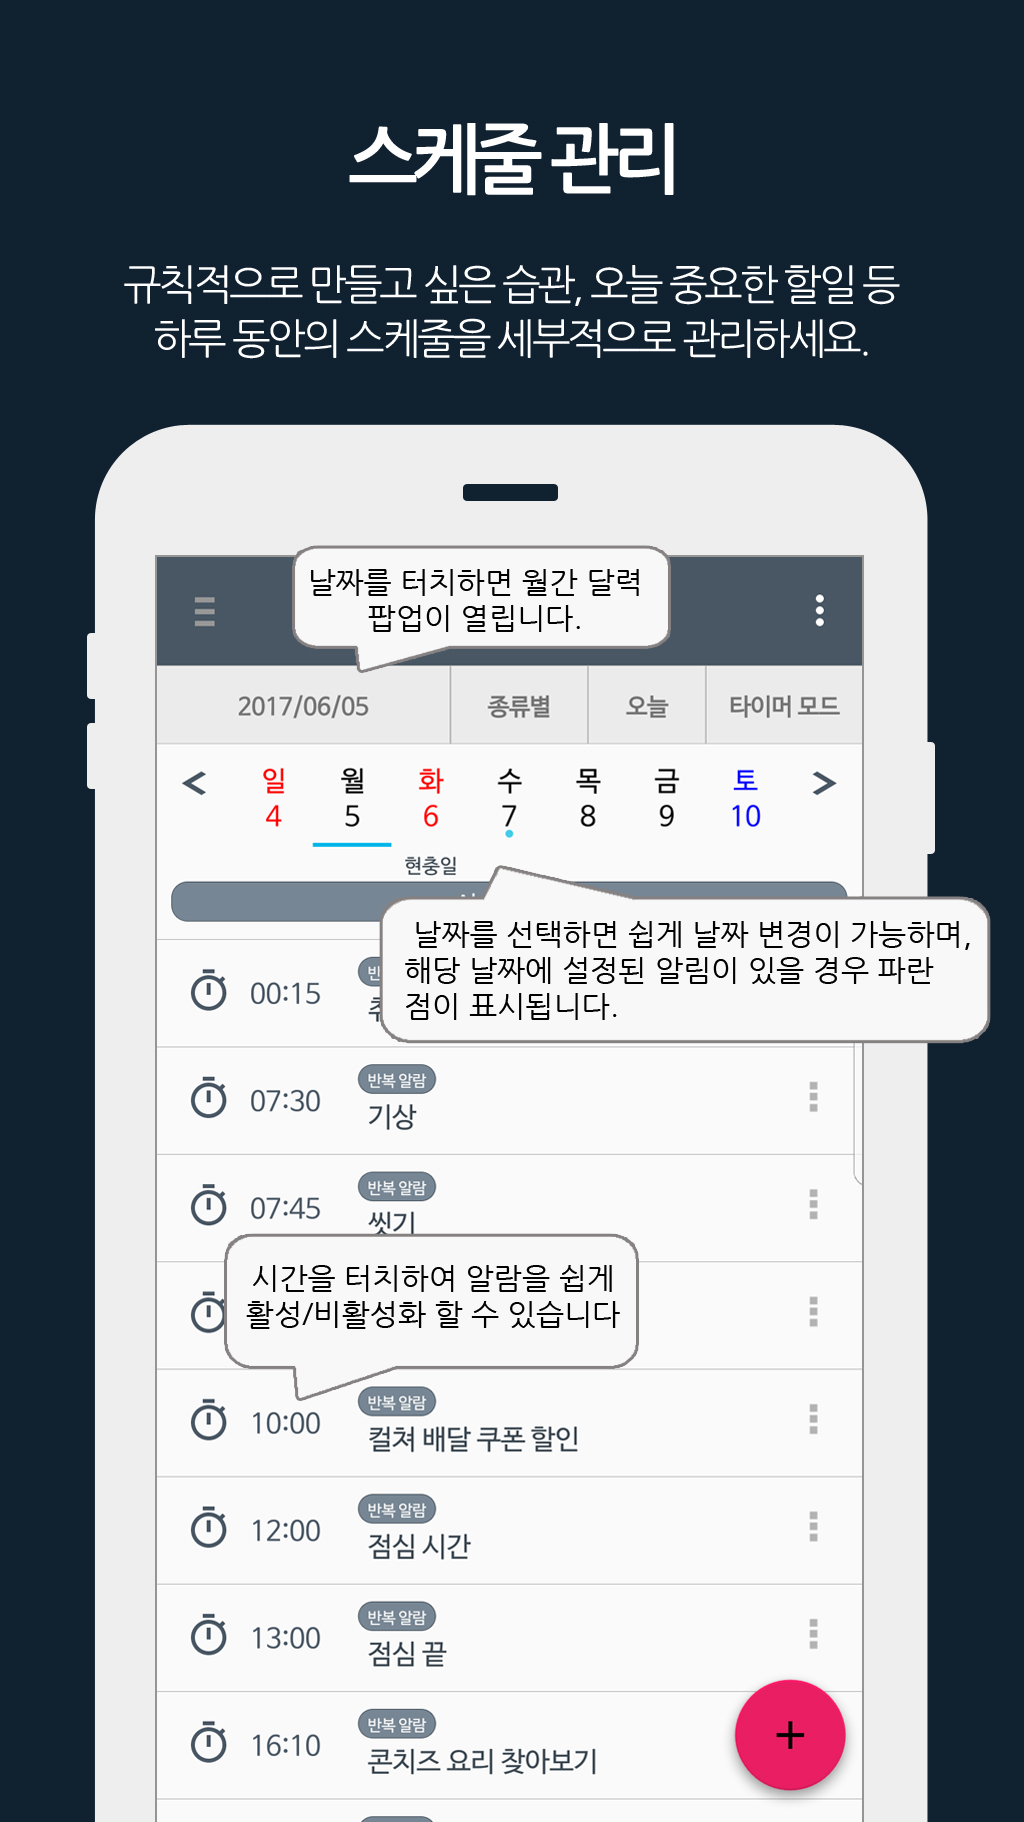 스케줄 관리
규칙적으로 만들고 싶은 습관, 오늘 중요한 할일 등
하루 동안의 스케줄을 세부적으로 관리하세요.
날짜를 터치하면 월간 달력
팝업이 열립니다.
2017/06/05 종류별 오늘 타이머 모드
< 일 월 화 수 목 금 토 >
4 5 6 7 8 9 10
현충일
날짜를 선택하면 쉽게 날짜 변경이 가능하며,
해당 날짜에 설정된 알림이 있을 경우 파란
점이 표시됩니다.
00:15
반복 알람
07:30 기상
반복 알람
07:45 씻기
시간을 터치하여 알람을 쉽게
활성/비활성화 할 수 있습니다
반복 알람
10:00 컬쳐 배달 쿠폰 할인
반복 알람
12:00 점심 시간
반복 알람
13:00 점심 끝
반복 알람
16:10 콘치즈 요리 찾아보기
+